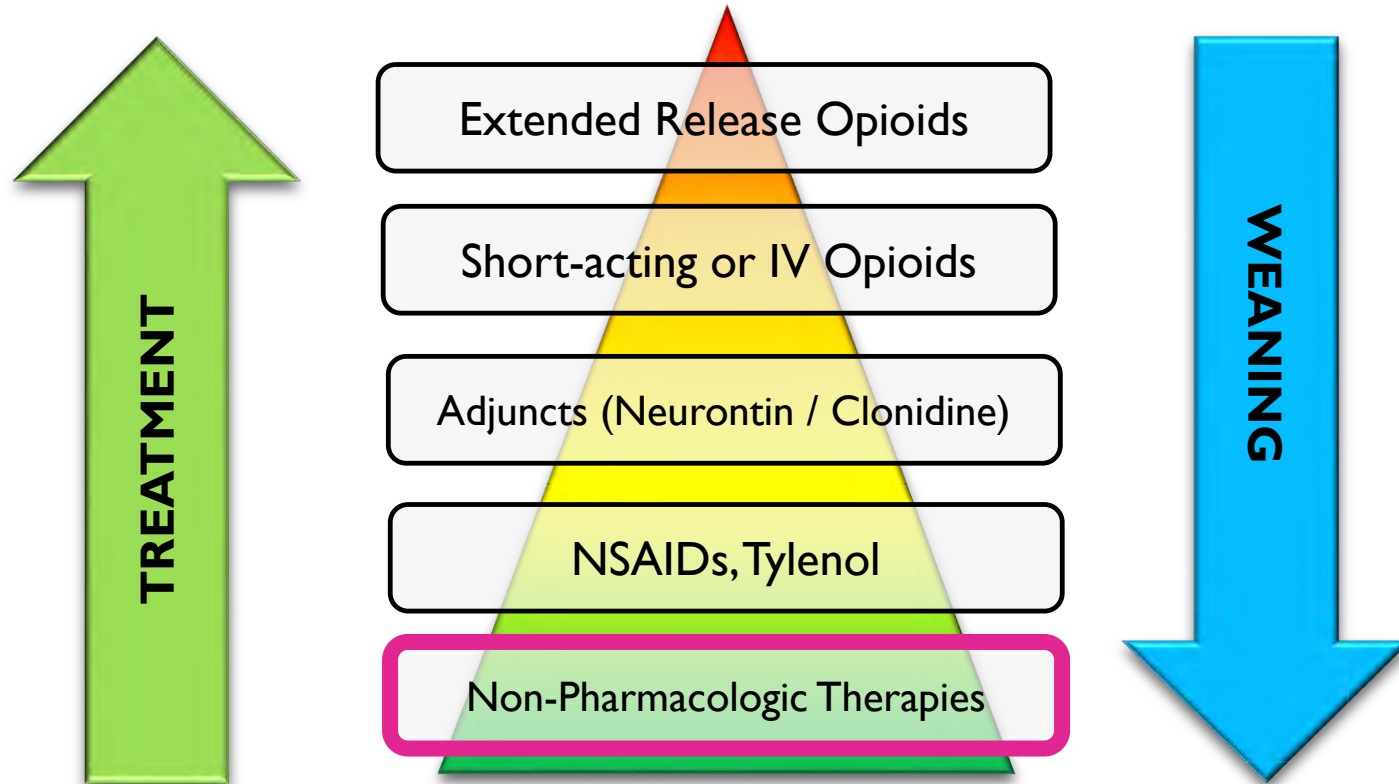 TREATMENT
Extended Release Opioids
Short-acting or IV Opioids
Adjuncts (Neurontin / Clonidine)
NSAIDs, Tylenol
Non-Pharmacologic Therapies
WEANING